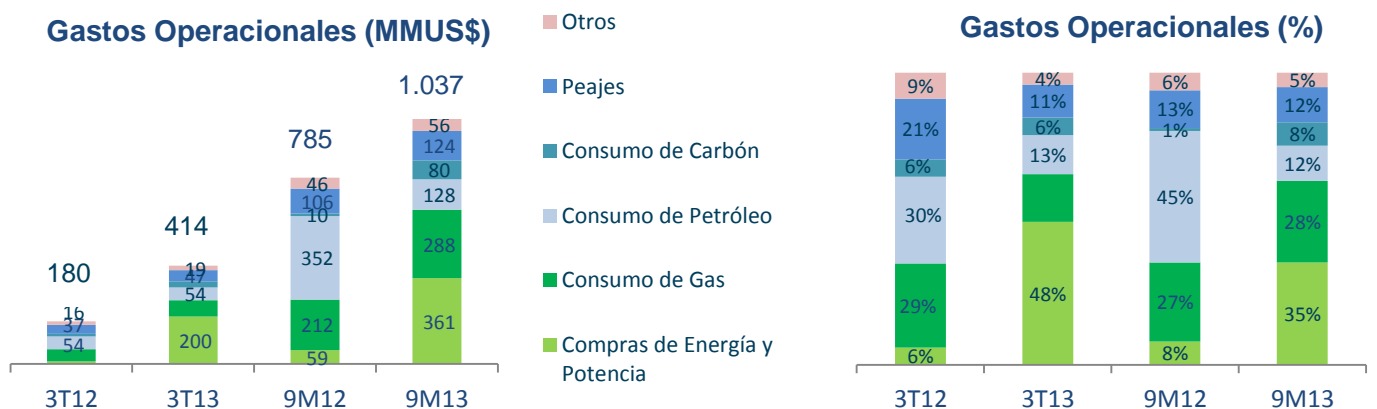 Gastos Operacionales (MMUS$)
180
414
785
1.037
16
37
54
19
47
54
200
46
106
10
352
212
59
56
124
80
128
288
361
3T12
3T13
9M12
9M13
Otros
Peajes
Consumo de Carbón
Consumo de Petróleo
Consumo de Gas
Compras de Energía y
Potencia
Gastos Operacionales (%)
9%
21%
6%
30%
29%
6%
4%
11%
6%
13%
48%
6%
13%
1%
45%
27%
8%
5%
12%
8%
12%
28%
35%
3T12
3T13
9M12
9M13